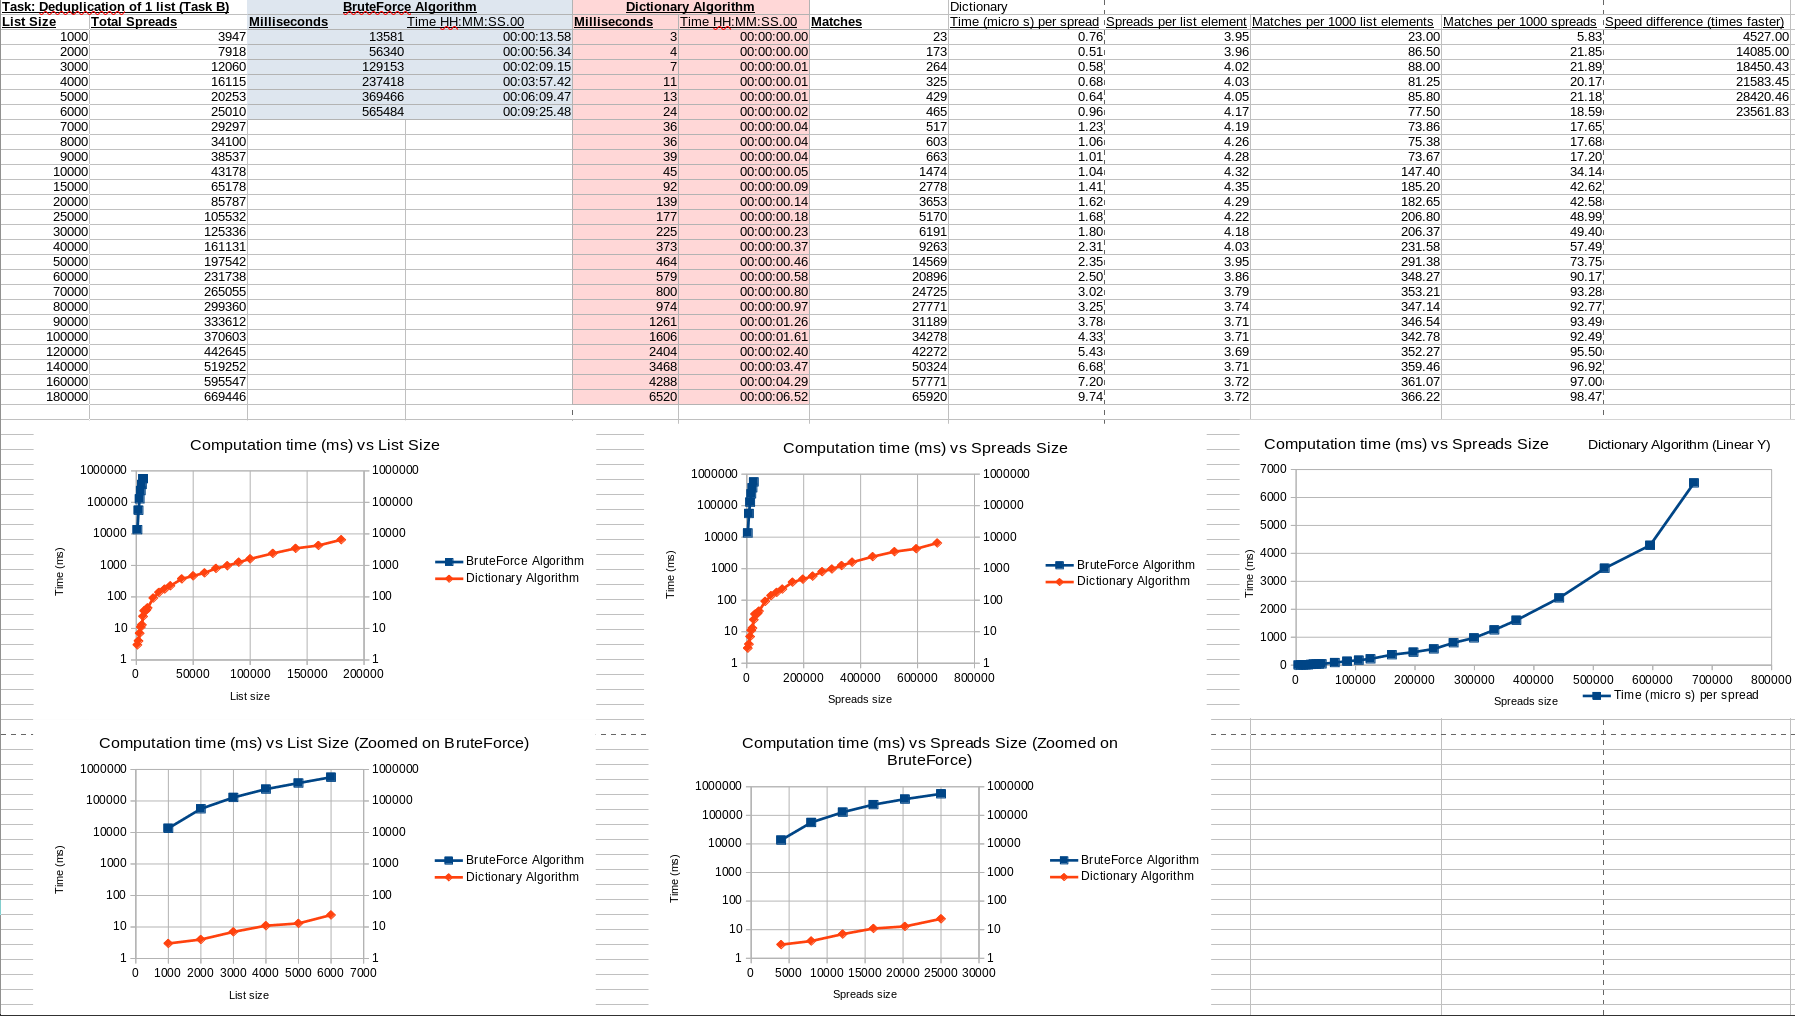 Task: Deduplication of 1 list (Task B) BruteForce Algorithm Dictionary Algorithm Dictionary
List Size Total Spreads Milliseconds Time HH:MM:SS.00 Milliseconds Time HH:MM:SS.00 Matches Time (micro s) per spread Spreads per list element Matches per 1000 list elements Matches per 1000 spreads Speed difference (times faster)
1000 3947 13581 00:00:13.58 3 00:00:00.00 23 0.76 3.95 23.00 5.83 4527.00
2000 7918 56340 00:00:56.34 4 00:00:00.00 173 0.51 3.96 86.50 21.85 14085.00
3000 12060 129153 00:02:09.15 7 00:00:00.01 264 0.58 4.02 88.00 21.89 18450.43
4000 16115 237418 00:03:57.42 11 00:00:00.01 325 0.68 4.03 81.25 20.17 21583.45
5000 20253 369466 00:06:09.47 13 00:00:00.01 429 0.64 4.05 85.80 21.18 28420.46
6000 25010 565484 00:09:25.48 24 00:00:00.02 465 0.96 4.17 77.50 18.59 23561.83
7000 29297 36 00:00:00.04 517 1.23 4.19 73.86 17.65
8000 34100 36 00:00:00.04 603 1.06 4.26 75.38 17.68
9000 38537 39 00:00:00.04 663 1.01 4.28 73.67 17.20
10000 43178 45 00:00:00.05 1474 1.04 4.32 147.40 34.14
15000 65178 92 00:00:00.09 2778 1.41 4.35 185.20 42.62
20000 85787 139 00:00:00.14 3653 1.62 4.29 182.65 42.58
25000 105532 177 00:00:00.18 5170 1.68 4.22 206.80 48.99
30000 125336 225 00:00:00.23 6191 1.80 4.18 206.37 49.40
40000 161131 373 00:00:00.37 9263 2.31 4.03 231.58 57.49
50000 197542 464 00:00:00.46 14569 2.35 3.95 291.38 73.75
60000 231738 579 00:00:00.58 20896 2.50 3.86 348.27 90.17
70000 265055 800 00:00:00.80 24725 3.02 3.79 353.21 93.28
80000 299360 974 00:00:00.97 27771 3.25 3.74 347.14 92.77
90000 333612 1261 00:00:01.26 31189 3.78 3.71 346.54 93.49
100000 370603 1606 00:00:01.61 34278 4.33 3.71 342.78 92.49
120000 442645 2404 00:00:02.40 42272 5.43 3.69 352.27 95.50
140000 519252 3468 00:00:03.47 50324 6.68 3.71 359.46 96.92
160000 595547 4288 00:00:04.29 57771 7.20 3.72 361.07 97.00
180000 669446 6520 00:00:06.52 65920 9.74 3.72 366.22 98.47
Computation time (ms) vs List Size
1000000 1000000
100000 100000
10000 10000
1000 1000
100 100
10 10
1 1
0 50000 100000 150000 200000
Time (ms)
List size
BruteForce Algorithm
Dictionary Algorithm
Computation time (ms) vs Spreads Size
1000000 1000000
100000 100000
10000 10000
1000 1000
100 100
10 10
1 1
0 200000 400000 600000 800000
Time (ms)
Spreads size
BruteForce Algorithm
Dictionary Algorithm
Computation time (ms) vs Spreads Size Dictionary Algorithm (Linear Y)
7000
6000
5000
4000
3000
2000
1000
0
0 100000 200000 300000 400000 500000 600000 700000 800000
Time (ms)
Spreads size
Time (micro s) per spread
Computation time (ms) vs List Size (Zoomed on BruteForce)
1000000 1000000
100000 100000
10000 10000
1000 1000
100 100
10 10
1 1
0 1000 2000 3000 4000 5000 6000 7000
Time (ms)
List size
BruteForce Algorithm
Dictionary Algorithm
Computation time (ms) vs Spreads Size (Zoomed on
BruteForce)
1000000 1000000
100000 100000
10000 10000
1000 1000
100 100
10 10
1 1
0 5000 10000 15000 20000 25000 30000
Time (ms)
Spreads size
BruteForce Algorithm
Dictionary Algorithm